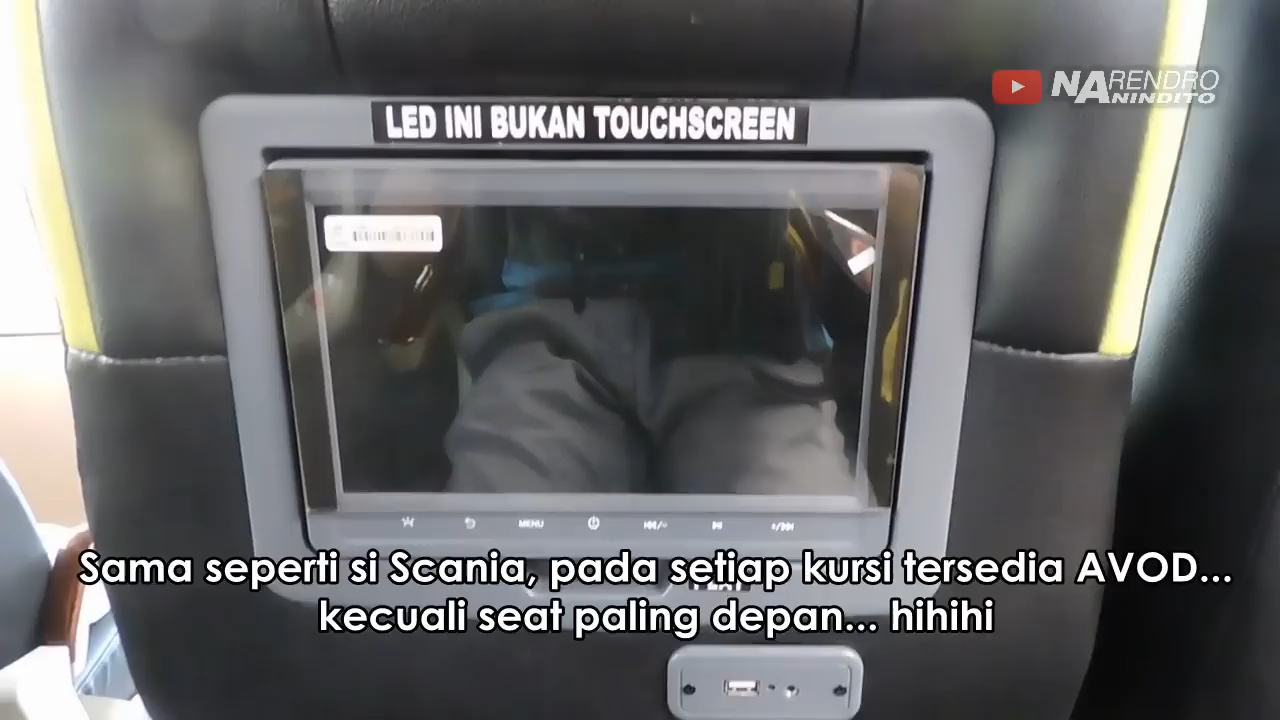 NARENDRO
NANINDITO
LED INI BUKAN TOUCHSCREEN
MENU
Sama seperti si Scania, pada setiap kursi tersedia AVOD...
kecuali seat paling depan... hihihi